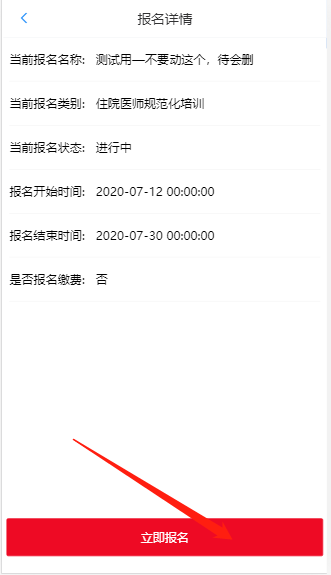 报名详情
当前报名名称: 测试用—不要动这个，待会删
当前报名类别: 住院医师规范化培训
当前报名状态: 进行中
报名开始时间: 2020-07-12 00:00:00
报名结束时间: 2020-07-30 00:00:00
是否报名缴费: 否
立即报名